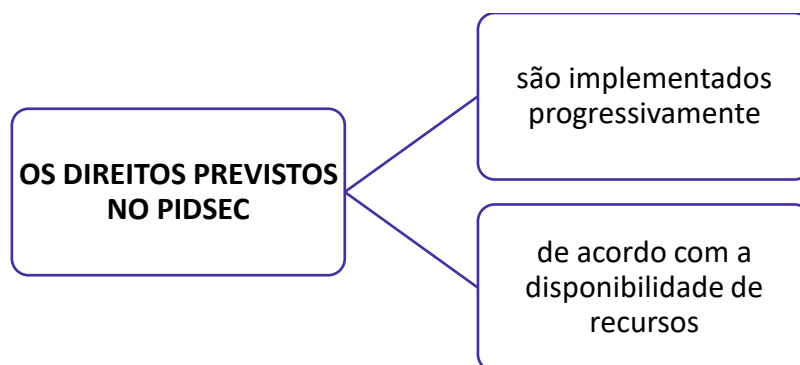 OS DIREITOS PREVISTOS
NO PIDSEC
são implementados
progressivamente
de acordo com a
disponibilidade de
recursos